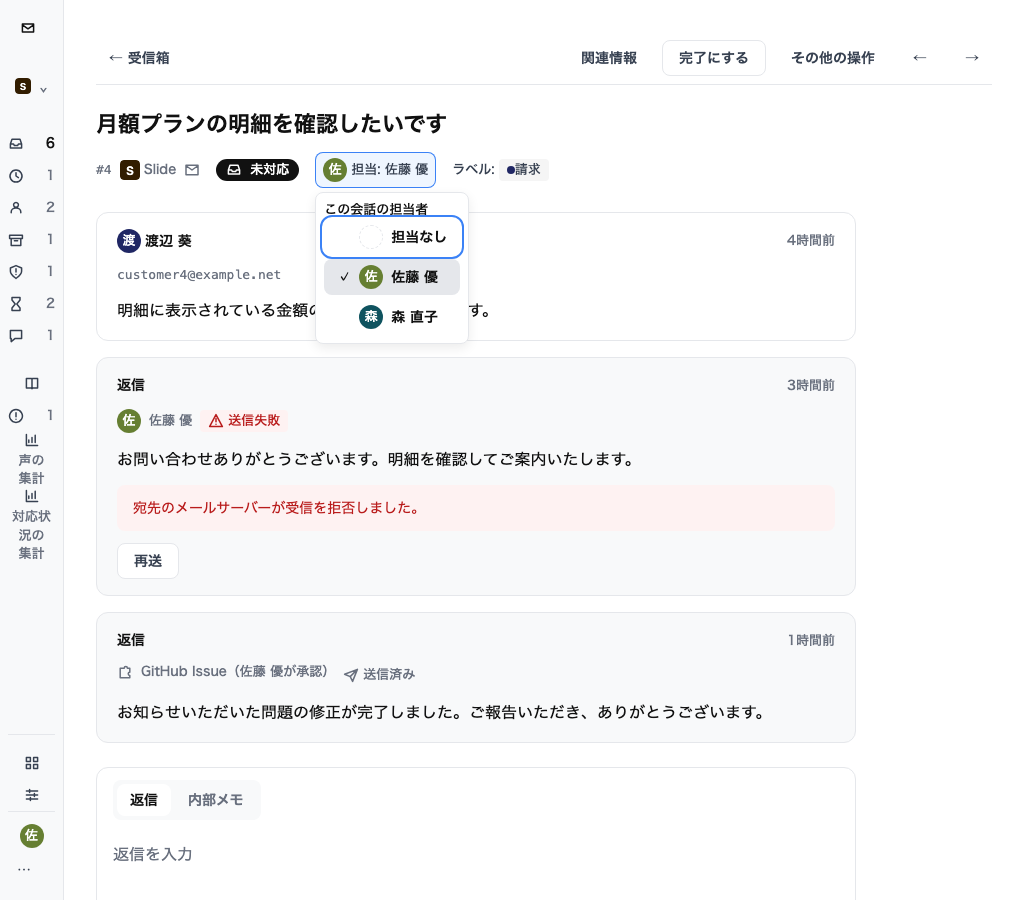 ← 受信箱
関連情報
完了にする
その他の操作
←
→
S
月額プランの明細を確認したいです
#4
S Slide
未対応
佐 担当: 佐藤 優
ラベル: 請求
6
1
2
1
1
2
1
1
声の
集計
対応状
況の
集計
佐
…
この会話の担当者
担当なし
✓ 佐 佐藤 優
森 森 直子
渡 渡辺 葵
4時間前
customer4@example.net
明細に表示されている金額の
す。
返信
3時間前
佐 佐藤 優
送信失敗
お問い合わせありがとうございます。明細を確認してご案内いたします。
宛先のメールサーバーが受信を拒否しました。
再送
返信
1時間前
GitHub Issue（佐藤 優が承認）
送信済み
お知らせいただいた問題の修正が完了しました。ご報告いただき、ありがとうございます。
返信
内部メモ
返信を入力